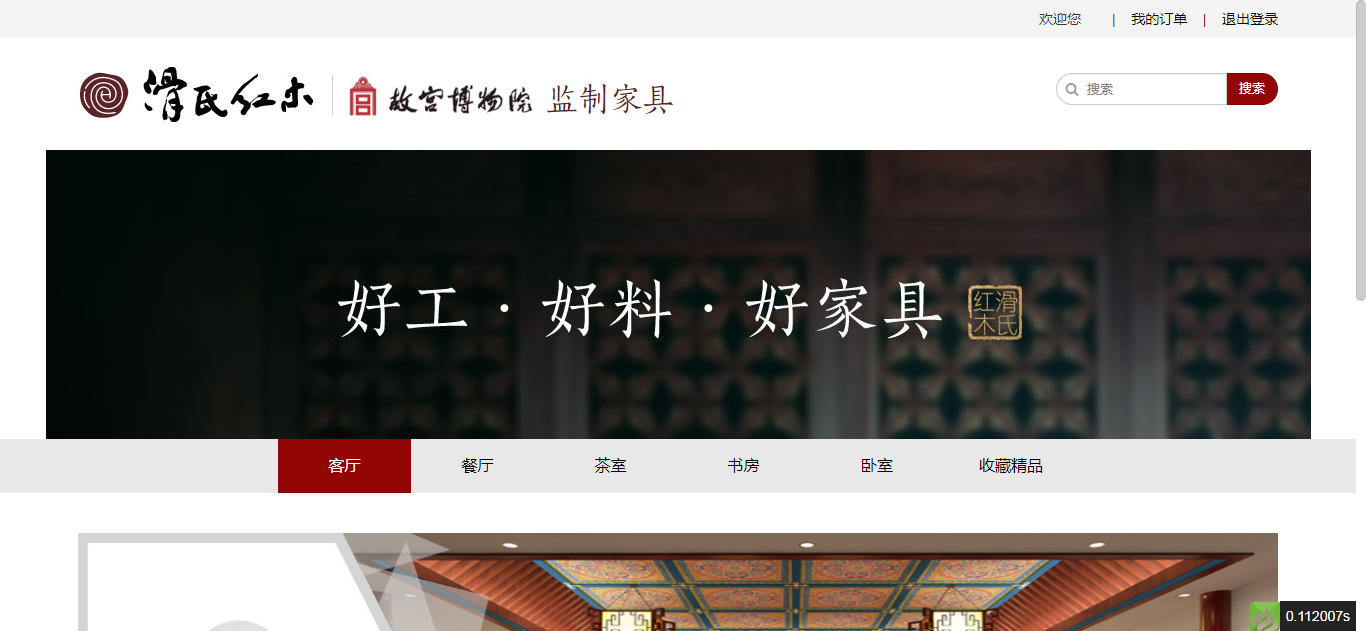 欢迎您 | 我的订单 | 退出登录
滑氏红木 故宫博物院 监制家具
搜索 搜索
好工·好料·好家具 滑氏红木
客厅 餐厅 茶室 书房 卧室 收藏精品
0.112007s